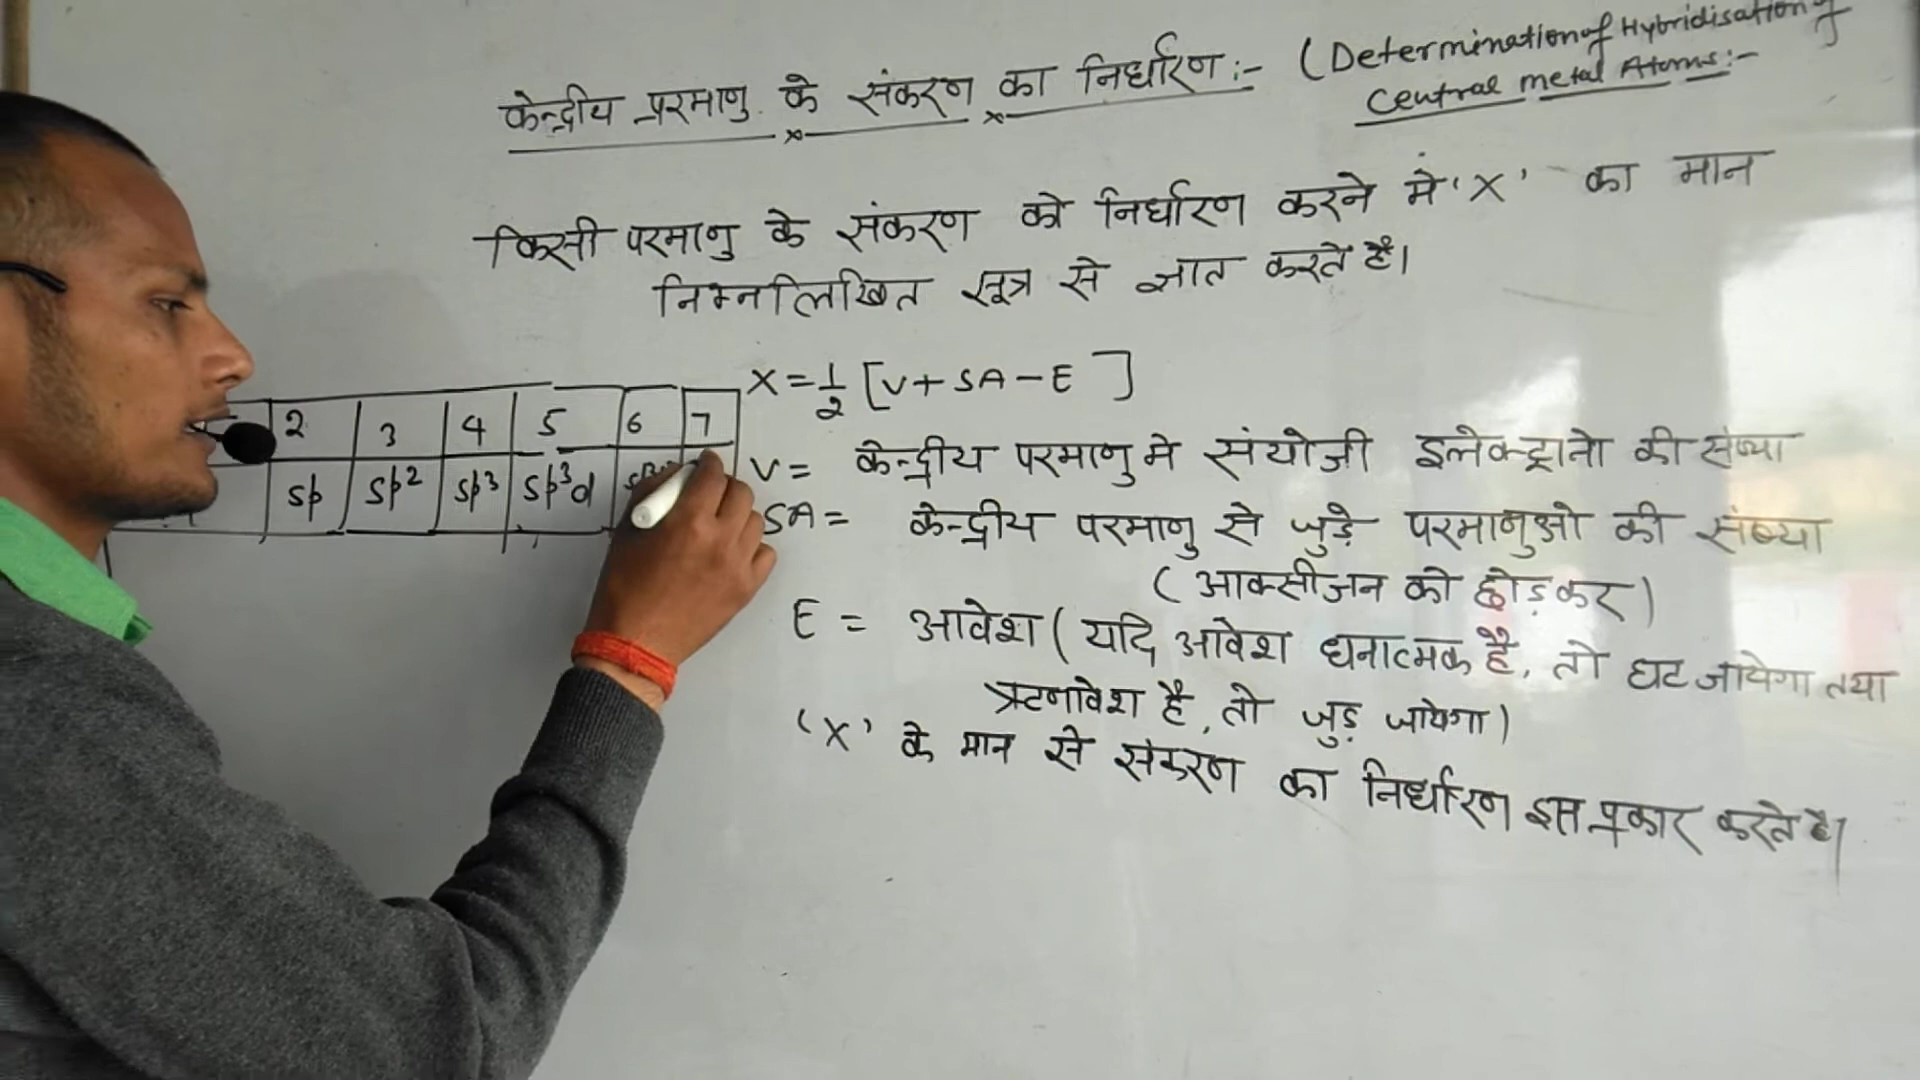 केन्द्रीय परमाणु के संकरण का निर्धारण :- (Determination of Hybridisation of
Central metal Atoms:-
किसी परमाणु के संकरण को निर्धारण करने में 'X' का मान
निम्नलिखित सूत्र से ज्ञात करते है।
X = 1/2 [V + SA - E ]
2 3 4 5 6 7
sp sp² sp³ sp³d
V = केन्द्रीय परमाणु मे संयोजी इलेक्ट्रानो की संख्या
SA = केन्द्रीय परमाणु से जुड़े परमाणुओ की संख्या
(आक्सीजन को छोड़कर)
E = आवेश (यदि आवेश धनात्मक है, तो घट जायेगा तथा
ऋणावेश है, तो जुड़ जायेगा)
'X' के मान से संकरण का निर्धारण इस प्रकार करते है।